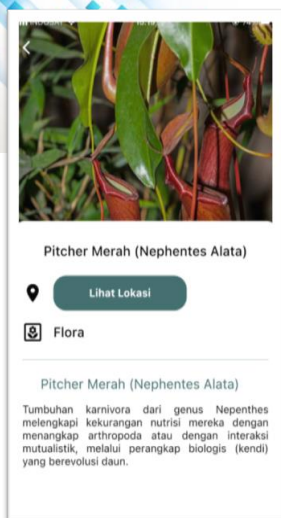 Pitcher Merah (Nephentes Alata)
Lihat Lokasi
Flora
Pitcher Merah (Nephentes Alata)
Tumbuhan karnivora dari genus Nepenthes
melengkapi kekurangan nutrisi mereka dengan
menangkap arthropoda atau dengan interaksi
mutualistik, melalui perangkap biologis (kendi)
yang berevolusi daun.